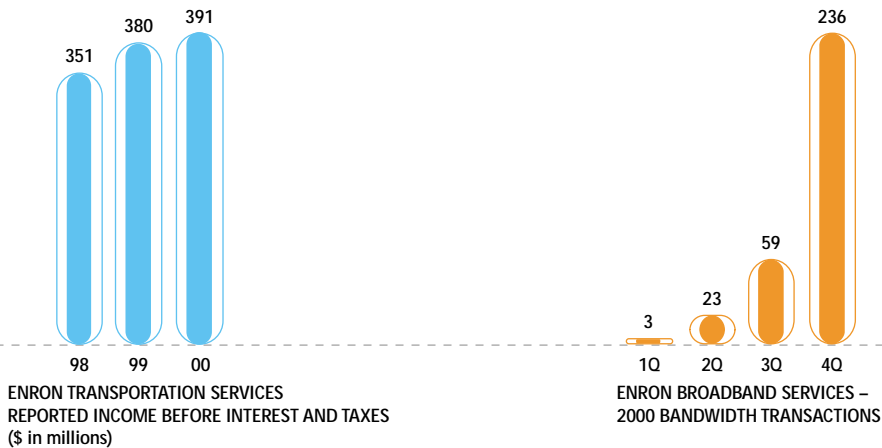 351
380
391
98 99 00
ENRON TRANSPORTATION SERVICES
REPORTED INCOME BEFORE INTEREST AND TAXES
($ in millions)
3
23
59
236
1Q 2Q 3Q 4Q
ENRON BROADBAND SERVICES –
2000 BANDWIDTH TRANSACTIONS